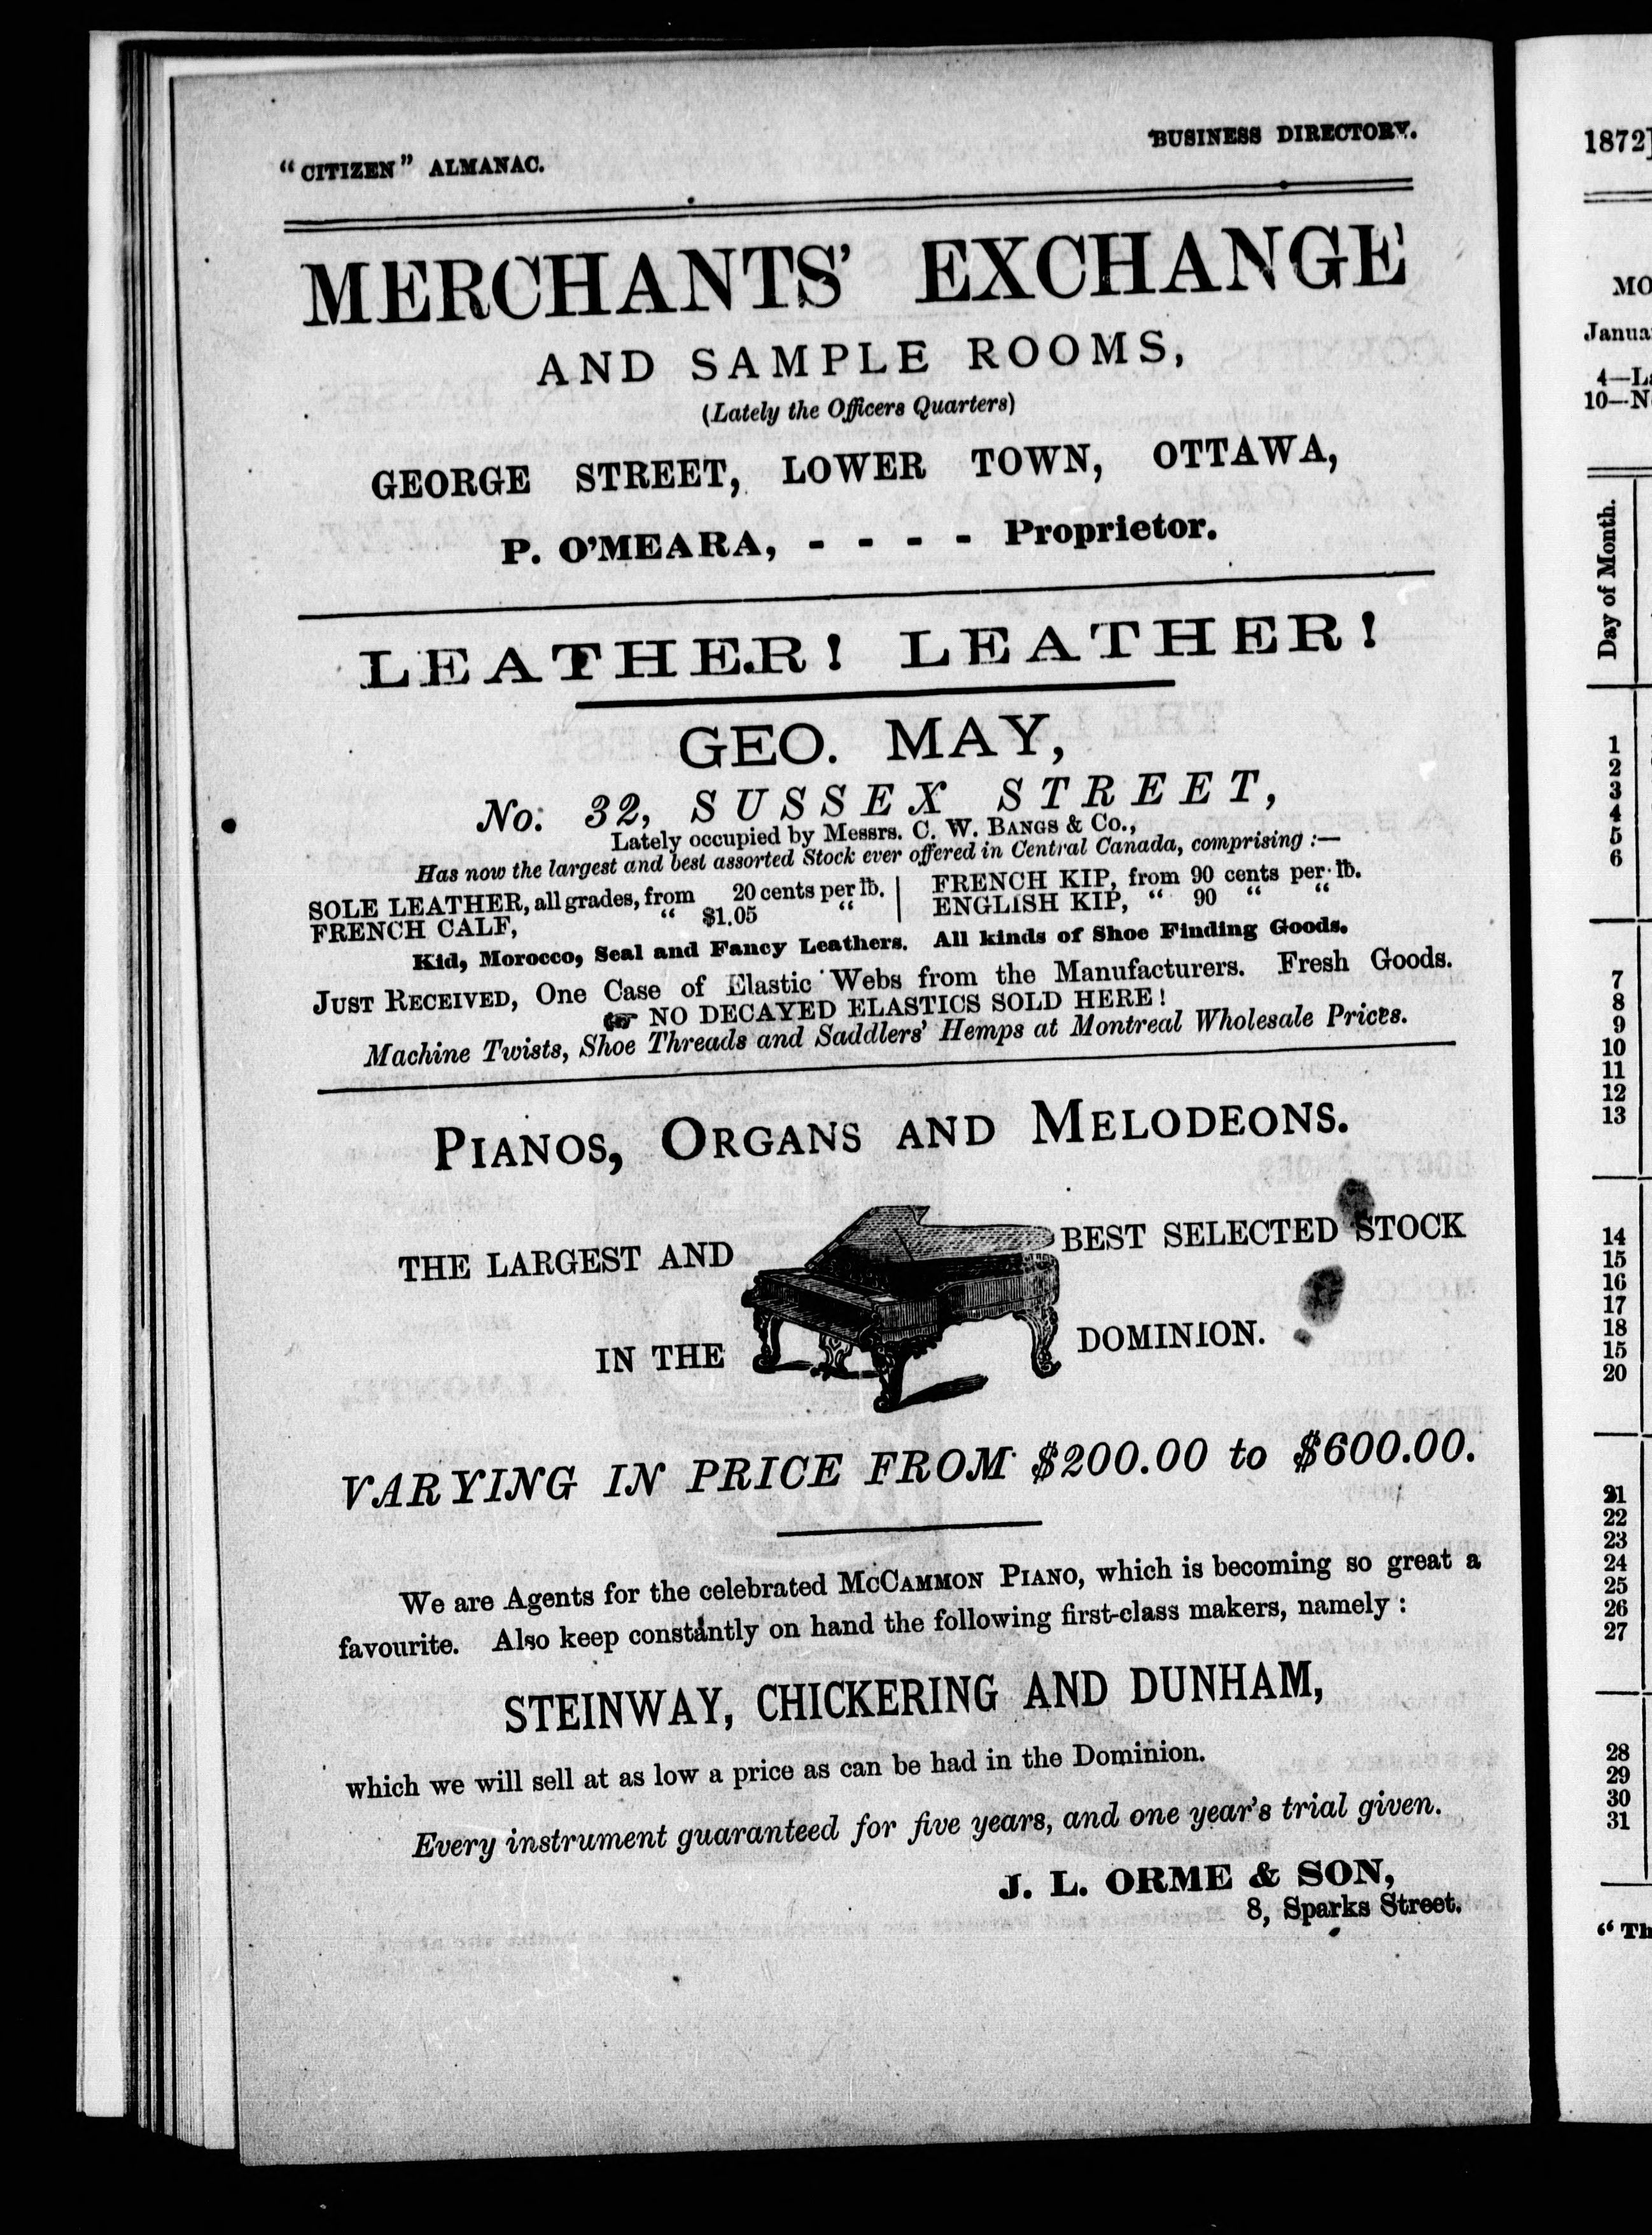 "CITIZEN" ALMANAC.
BUSINESS DIRECTORY.
MERCHANTS' EXCHANGE
AND SAMPLE ROOMS,
(Lately the Officers Quarters)
GEORGE STREET, LOWER TOWN, OTTAWA,
P. O'MEARA, - - - - Proprietor.
LEATHER! LEATHER!
GEO. MAY,
No. 32, SUSSEX STREET,
Lately occupied by Messrs. C. W. BANGS & Co.,
Has now the largest and best assorted Stock ever offered in Central Canada, comprising :—
SOLE LEATHER, all grades, from 20 cents per lb.
FRENCH CALF, " $1.05 "
FRENCH KIP, from 90 cents per lb.
ENGLISH KIP, " 90 " "
Kid, Morocco, Seal and Fancy Leathers. All kinds of Shoe Finding Goods.
JUST RECEIVED, One Case of Elastic Webs from the Manufacturers. Fresh Goods.
☞ NO DECAYED ELASTICS SOLD HERE!
Machine Twists, Shoe Threads and Saddlers' Hemps at Montreal Wholesale Prices.
PIANOS, ORGANS AND MELODEONS.
THE LARGEST AND BEST SELECTED STOCK
IN THE DOMINION.
VARYING IN PRICE FROM $200.00 to $600.00.
We are Agents for the celebrated McCAMMON PIANO, which is becoming so great a
favourite. Also keep constantly on hand the following first-class makers, namely :
STEINWAY, CHICKERING AND DUNHAM,
which we will sell at as low a price as can be had in the Dominion.
Every instrument guaranteed for five years, and one year's trial given.
J. L. ORME & SON,
8, Sparks Street.
1872]
MO
Janua
4—L
10—N
Day of Month.
1
2
3
4
5
6
7
8
9
10
11
12
13
14
15
16
17
18
15
20
21
22
23
24
25
26
27
28
29
30
31
"Th